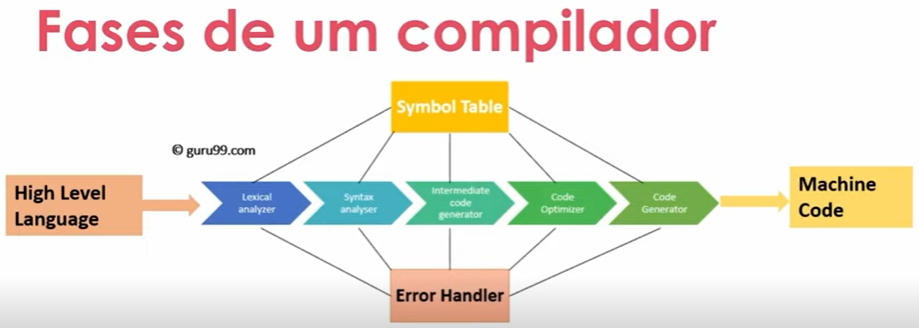 Fases de um compilador
Symbol Table
© guru99.com
High Level
Language
Lexical
analyzer
Syntax
analyser
Intermediate
code
generator
Code
Optimizer
Code
Generator
Machine
Code
Error Handler